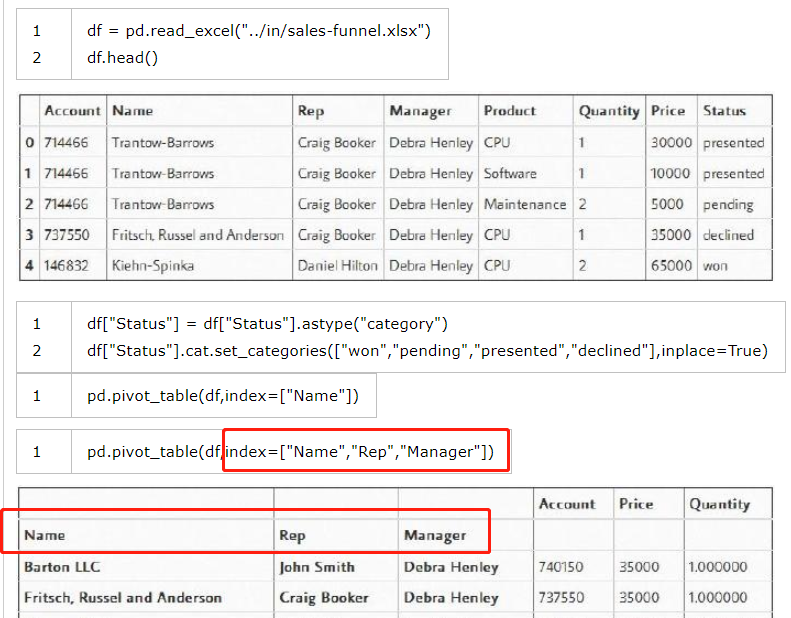 1 df = pd.read_excel("../in/sales-funnel.xlsx")
2 df.head()
Account Name Rep Manager Product Quantity Price Status
0 714466 Trantow-Barrows Craig Booker Debra Henley CPU 1 30000 presented
1 714466 Trantow-Barrows Craig Booker Debra Henley Software 1 10000 presented
2 714466 Trantow-Barrows Craig Booker Debra Henley Maintenance 2 5000 pending
3 737550 Fritsch, Russel and Anderson Craig Booker Debra Henley CPU 1 35000 declined
4 146832 Kiehn-Spinka Daniel Hilton Debra Henley CPU 2 65000 won
1 df["Status"] = df["Status"].astype("category")
2 df["Status"].cat.set_categories(["won","pending","presented","declined"],inplace=True)
1 pd.pivot_table(df,index=["Name"])
1 pd.pivot_table(df,index=["Name","Rep","Manager"])
Account Price Quantity
Name Rep Manager
Barton LLC John Smith Debra Henley 740150 35000 1.000000
Fritsch, Russel and Anderson Craig Booker Debra Henley 737550 35000 1.000000